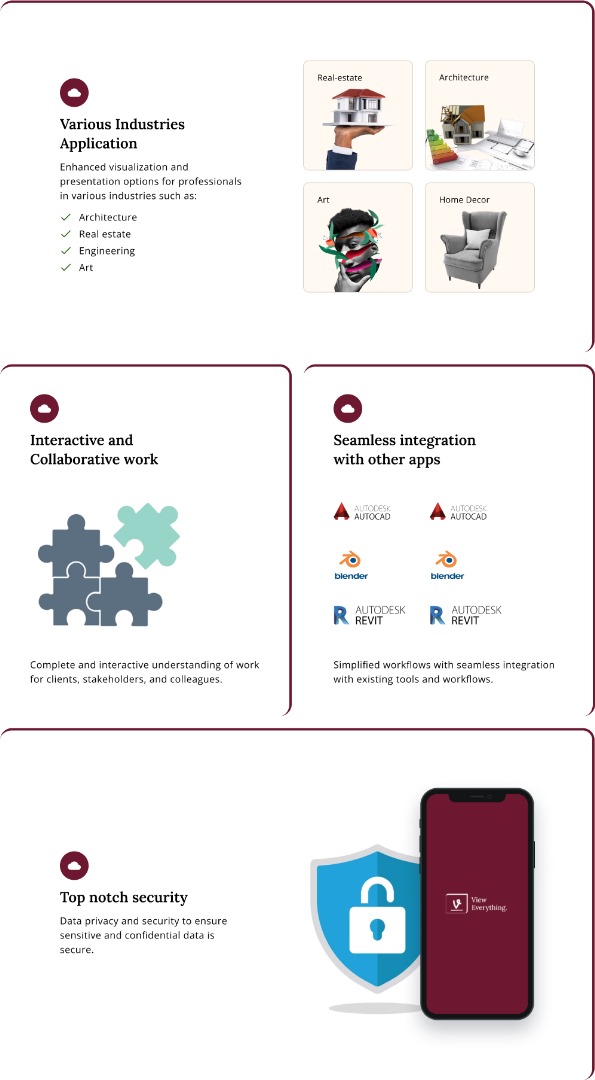 Various Industries
Application
Enhanced visualization and
presentation options for professionals
in various industries such as:
Architecture
Real estate
Engineering
Art
Real-estate
Architecture
Art
Home Decor
Interactive and
Collaborative work
Complete and interactive understanding of work
for clients, stakeholders, and colleagues.
Seamless integration
with other apps
AUTODESK
AUTOCAD
AUTODESK
AUTOCAD
blender
blender
R AUTODESK
REVIT
R AUTODESK
REVIT
Simplified workflows with seamless integration
with existing tools and workflows.
Top notch security
Data privacy and security to ensure
sensitive and confidential data is
secure.
View
Everything.